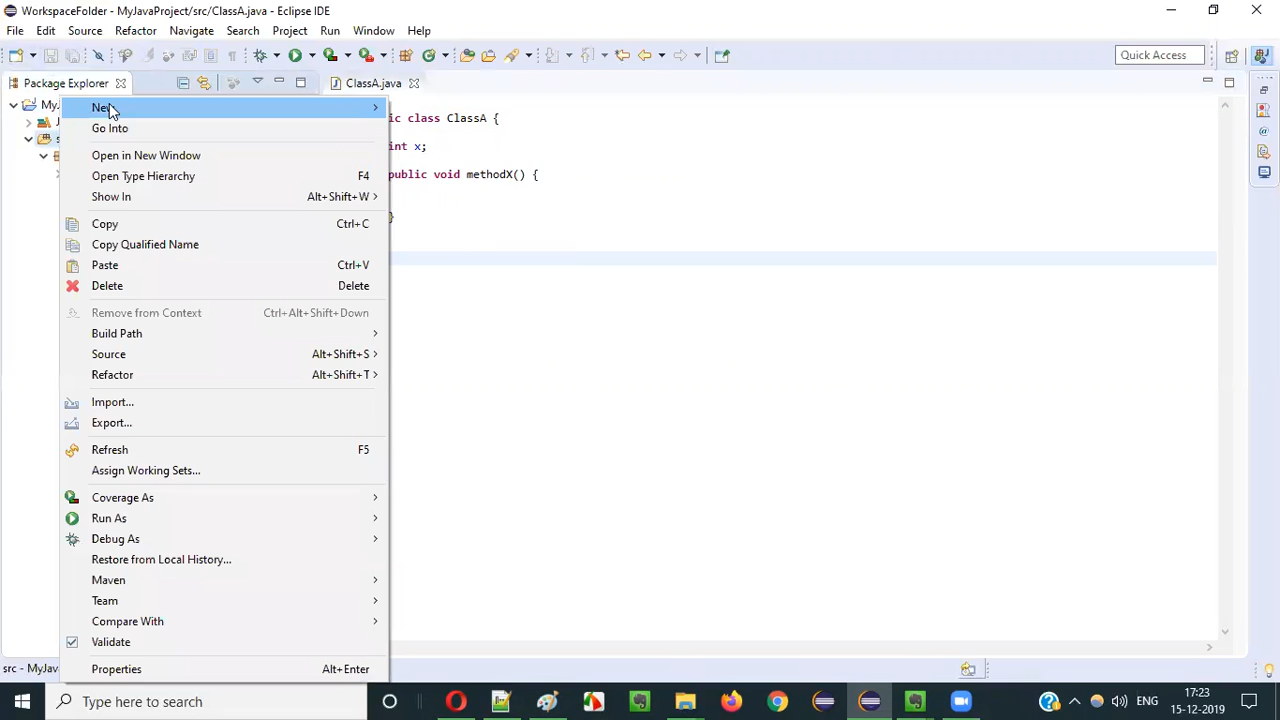 WorkspaceFolder - MyJavaProject/src/ClassA.java - Eclipse IDE
File Edit Source Refactor Navigate Search Project Run Window Help
Quick Access
Package Explorer
ClassA.java
My
New
Go Into
Open in New Window
Open Type Hierarchy F4
Show In Alt+Shift+W
Copy Ctrl+C
Copy Qualified Name
Paste Ctrl+V
Delete Delete
Remove from Context Ctrl+Alt+Shift+Down
Build Path
Source Alt+Shift+S
Refactor Alt+Shift+T
Import...
Export...
Refresh F5
Assign Working Sets...
Coverage As
Run As
Debug As
Restore from Local History...
Maven
Team
Compare With
Validate
Properties Alt+Enter
ic class ClassA {
int x;
public void methodX() {
}
src - MyJav
Type here to search
ENG
17:23
15-12-2019